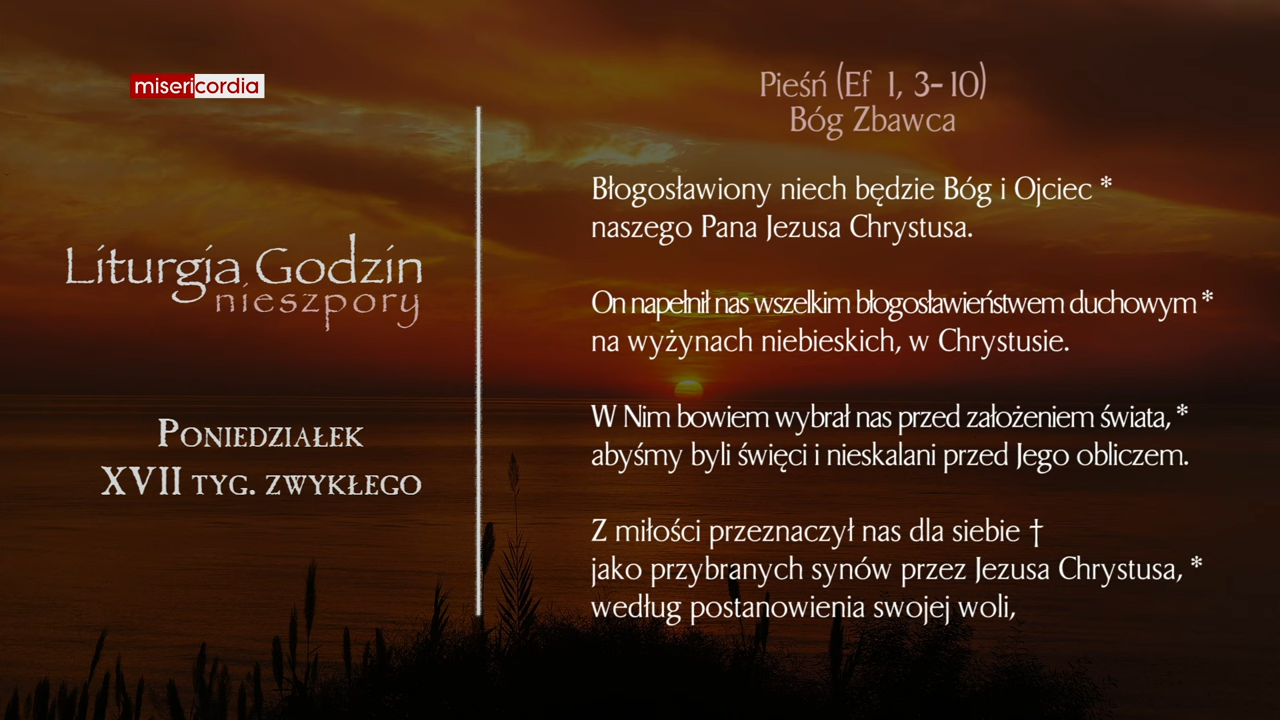 misericordia
Liturgia Godzin
nieszpory
Poniedziałek
XVII tyg. zwykłego
Pieśń (Ef 1, 3-10)
Bóg Zbawca
Błogosławiony niech będzie Bóg i Ojciec *
naszego Pana Jezusa Chrystusa.
On napełnił nas wszelkim błogosławieństwem duchowym *
na wyżynach niebieskich, w Chrystusie.
W Nim bowiem wybrał nas przed założeniem świata, *
abyśmy byli święci i nieskalani przed Jego obliczem.
Z miłości przeznaczył nas dla siebie †
jako przybranych synów przez Jezusa Chrystusa, *
według postanowienia swojej woli,